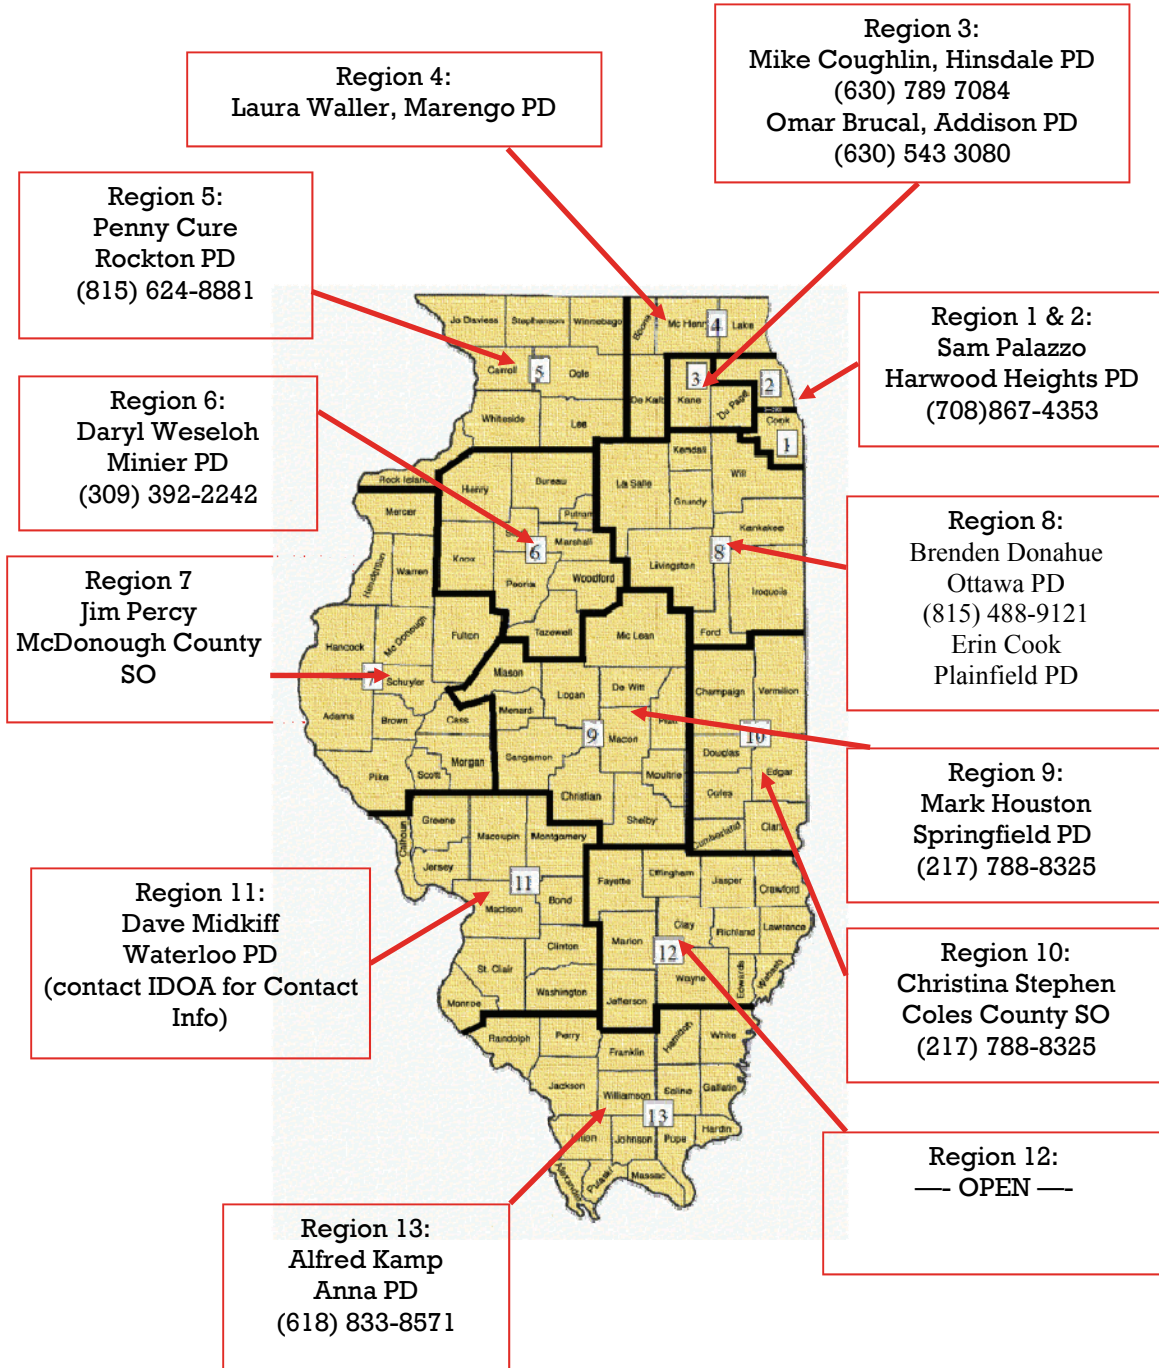 Region 3:
Mike Coughlin, Hinsdale PD
(630) 789 7084
Omar Brucal, Addison PD
(630) 543 3080
Region 4:
Laura Waller, Marengo PD
Region 5:
Penny Cure
Rockton PD
(815) 624-8881
Region 1 & 2:
Sam Palazzo
Harwood Heights PD
(708)867-4353
Region 6:
Daryl Weseloh
Minier PD
(309) 392-2242
Region 8:
Brenden Donahue
Ottawa PD
(815) 488-9121
Erin Cook
Plainfield PD
Region 7
Jim Percy
McDonough County
SO
Region 9:
Mark Houston
Springfield PD
(217) 788-8325
Region 11:
Dave Midkiff
Waterloo PD
(contact IDOA for Contact
Info)
Region 10:
Christina Stephen
Coles County SO
(217) 788-8325
Region 12:
—- OPEN —-
Region 13:
Alfred Kamp
Anna PD
(618) 833-8571
Jo Daviess
Stephenson
Winnebago
Boone
Mc Henry
4
Lake
Carroll
5
Ogle
De Kalb
3
Kane
Du Page
2
Cook
1
Whiteside
Lee
Rock Island
Henry
Bureau
Putnam
La Salle
Kendall
Grundy
Will
Mercer
Henderson
Warren
Knox
6
Marshall
Peoria
Woodford
Livingston
8
Kankakee
Iroquois
Ford
Hancock
Mc Donough
Fulton
Tazewell
Mc Lean
7
Schuyler
Mason
Logan
De Witt
Champaign
Vermilion
Adams
Brown
Cass
Menard
9
Macon
Piatt
10
Douglas
Edgar
Pike
Scott
Morgan
Sangamon
Christian
Moultrie
Shelby
Coles
Cumberland
Clark
Calhoun
Greene
Jersey
Macoupin
Montgomery
11
Madison
Bond
Clinton
St. Clair
Washington
Monroe
Fayette
Effingham
Jasper
Crawford
Marion
Clay
Richland
Lawrence
12
Wayne
Edwards
Wabash
Jefferson
Randolph
Perry
Franklin
Hamilton
White
Jackson
Williamson
Saline
Gallatin
13
Union
Johnson
Pope
Hardin
Alexander
Pulaski
Massac